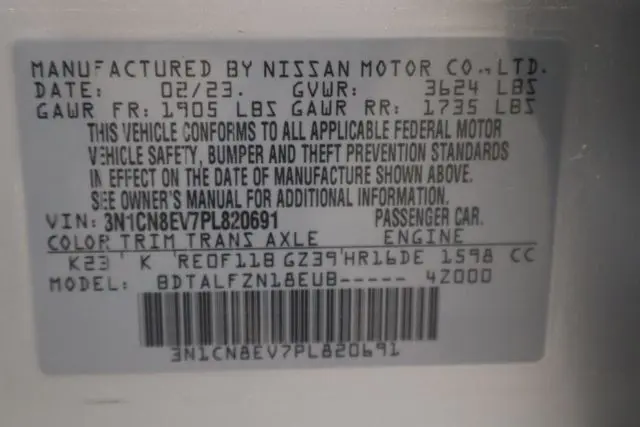 MANUFACTURED BY NISSAN MOTOR CO., LTD.
DATE: 02/23. GVWR: 3624 LBS
GAWR FR: 1905 LBS GAWR RR: 1735 LBS
THIS VEHICLE CONFORMS TO ALL APPLICABLE FEDERAL MOTOR
VEHICLE SAFETY, BUMPER AND THEFT PREVENTION STANDARDS
IN EFFECT ON THE DATE OF MANUFACTURE SHOWN ABOVE.
SEE OWNER'S MANUAL FOR ADDITIONAL INFORMATION.
VIN: 3N1CN8EV7PL820691 PASSENGER CAR.
COLOR TRIM TRANS AXLE ENGINE
K23 K RE0F11B GZ39 HR16DE 1598 CC
MODEL: BDTALFZN18EUB----- 4Z000
3N1CN8EV7PL820691